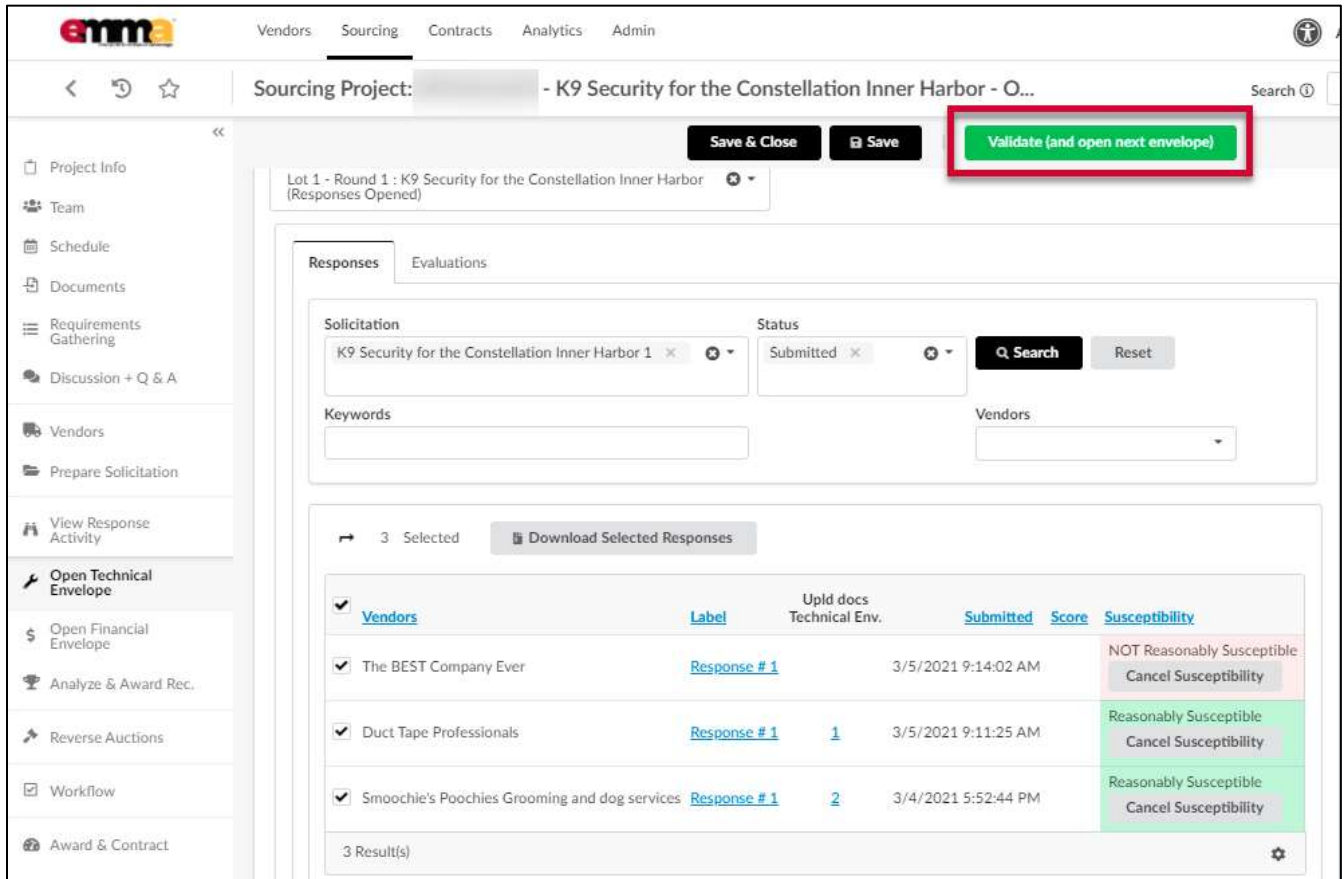 emma
Vendors Sourcing Contracts Analytics Admin
Sourcing Project: - K9 Security for the Constellation Inner Harbor - O...
Search
Save & Close
Save
Validate (and open next envelope)
Project Info
Team
Schedule
Documents
Requirements
Gathering
Discussion + Q & A
Vendors
Prepare Solicitation
View Response
Activity
Open Technical
Envelope
Open Financial
Envelope
Analyze & Award Rec.
Reverse Auctions
Workflow
Award & Contract
Lot 1 - Round 1 : K9 Security for the Constellation Inner Harbor
(Responses Opened)
Responses Evaluations
Solicitation
K9 Security for the Constellation Inner Harbor 1
Status
Submitted
Search
Reset
Keywords
Vendors
3 Selected
Download Selected Responses
Vendors Label Upld docs Technical Env. Submitted Score Susceptibility
The BEST Company Ever Response # 1 3/5/2021 9:14:02 AM NOT Reasonably Susceptible
Cancel Susceptibility
Duct Tape Professionals Response # 1 1 3/5/2021 9:11:25 AM Reasonably Susceptible
Cancel Susceptibility
Smoochie's Poochies Grooming and dog services Response # 1 2 3/4/2021 5:52:44 PM Reasonably Susceptible
Cancel Susceptibility
3 Result(s)